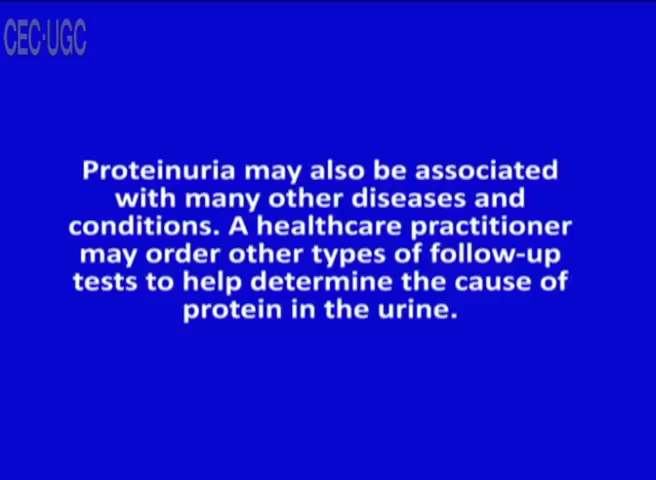 CEC-UGC
Proteinuria may also be associated
with many other diseases and
conditions. A healthcare practitioner
may order other types of follow-up
tests to help determine the cause of
protein in the urine.